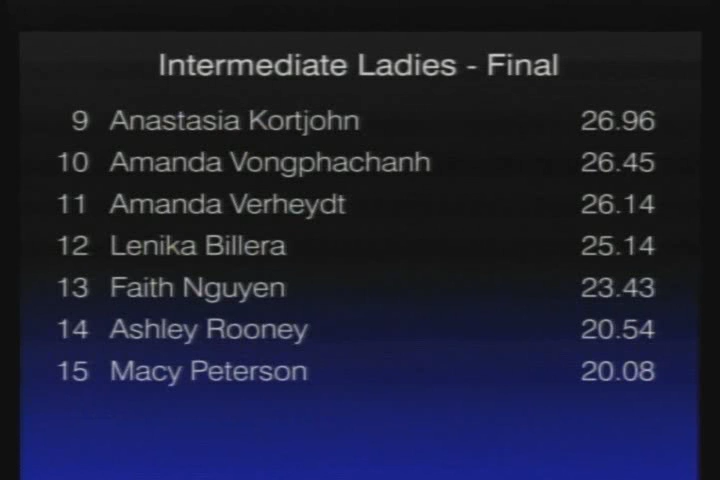 Intermediate Ladies - Final
9 Anastasia Kortjohn 26.96
10 Amanda Vongphachanh 26.45
11 Amanda Verheydt 26.14
12 Lenika Billera 25.14
13 Faith Nguyen 23.43
14 Ashley Rooney 20.54
15 Macy Peterson 20.08